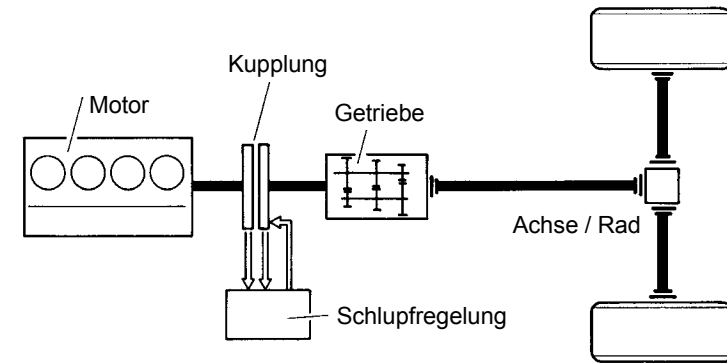 Kupplung
Motor
Getriebe
Achse / Rad
Schlupfregelung